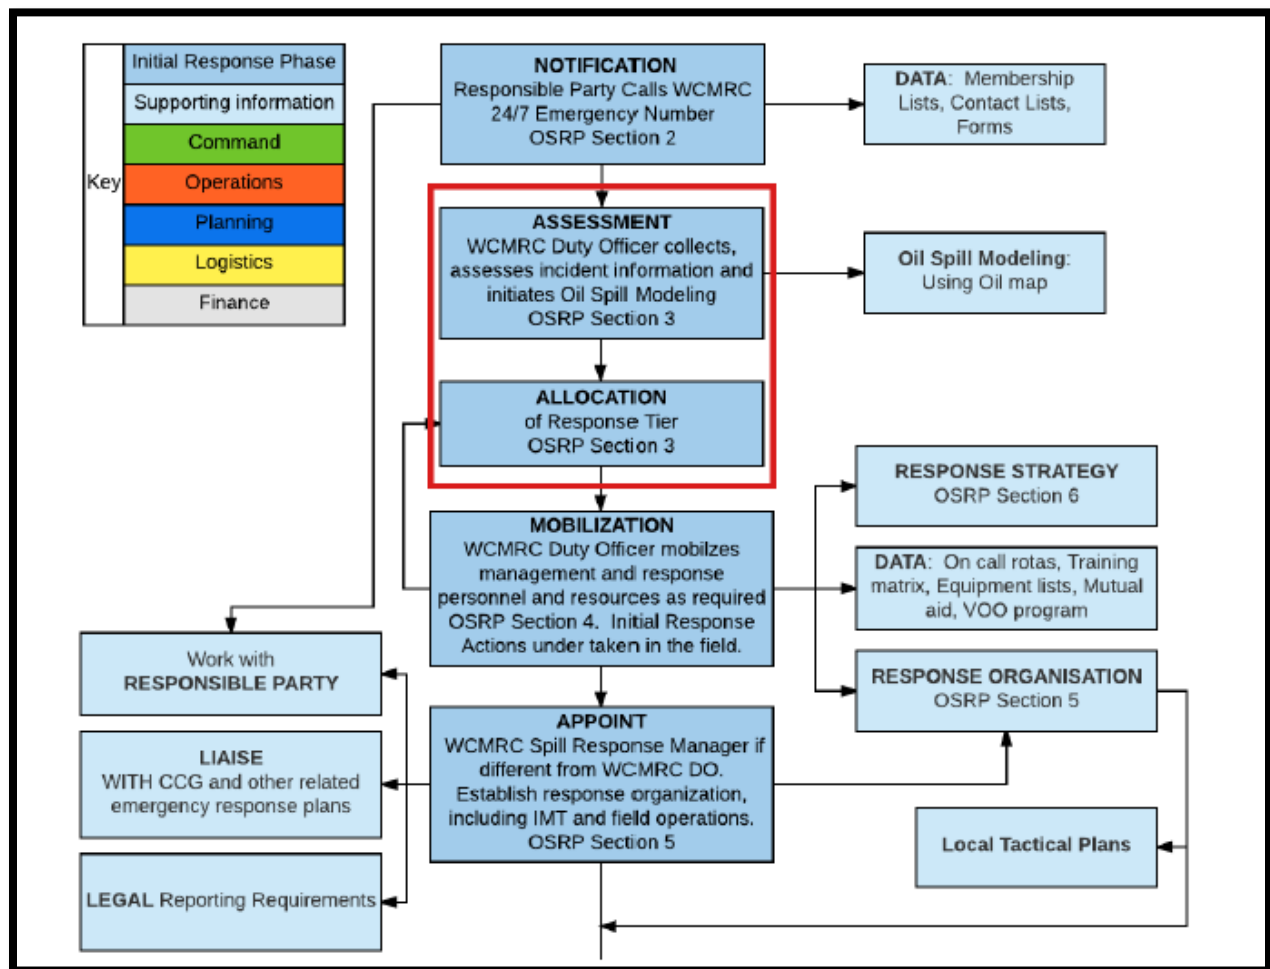 Key
Initial Response Phase
Supporting information
Command
Operations
Planning
Logistics
Finance
NOTIFICATION
Responsible Party Calls WCMRC
24/7 Emergency Number
OSRP Section 2
DATA: Membership
Lists, Contact Lists,
Forms
ASSESSMENT
WCMRC Duty Officer collects,
assesses incident information and
initiates Oil Spill Modeling
OSRP Section 3
Oil Spill Modeling:
Using Oil map
ALLOCATION
of Response Tier
OSRP Section 3
MOBILIZATION
WCMRC Duty Officer mobilzes
management and response
personnel and resources as required
OSRP Section 4. Initial Response
Actions under taken in the field.
RESPONSE STRATEGY
OSRP Section 6
DATA: On call rotas, Training
matrix, Equipment lists, Mutual
aid, VOO program
RESPONSE ORGANISATION
OSRP Section 5
Work with
RESPONSIBLE PARTY
APPOINT
WCMRC Spill Response Manager if
different from WCMRC DO.
Establish response organization,
including IMT and field operations.
OSRP Section 5
LIAISE
WITH CCG and other related
emergency response plans
Local Tactical Plans
LEGAL Reporting Requirements